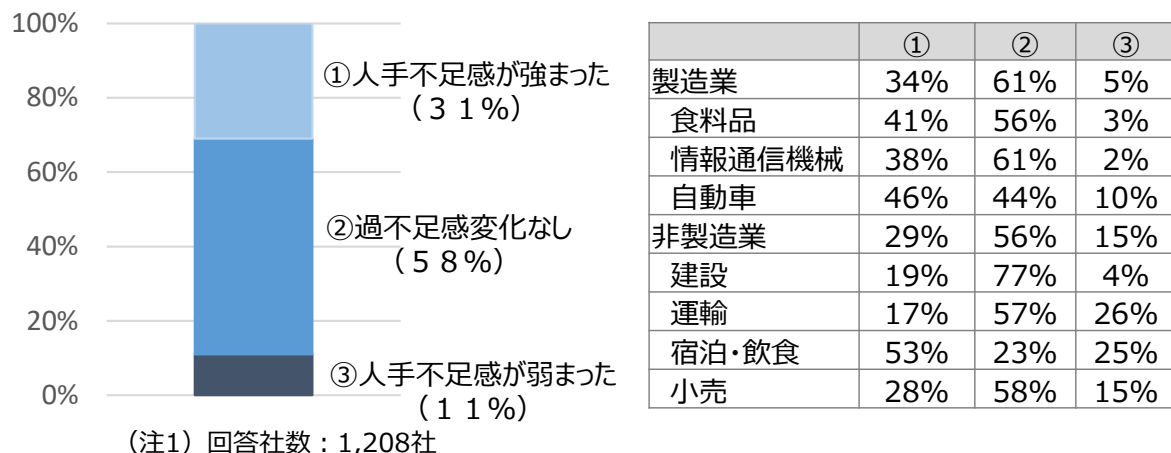 100%
80%
60%
40%
20%
0%
①人手不足感が強まった
(31%)
②過不足感変化なし
(58%)
③人手不足感が弱まった
(11%)
(注1) 回答社数:1,208社
① ② ③
製造業 34% 61% 5%
食料品 41% 56% 3%
情報通信機械 38% 61% 2%
自動車 46% 44% 10%
非製造業 29% 56% 15%
建設 19% 77% 4%
運輸 17% 57% 26%
宿泊・飲食 53% 23% 25%
小売 28% 58% 15%